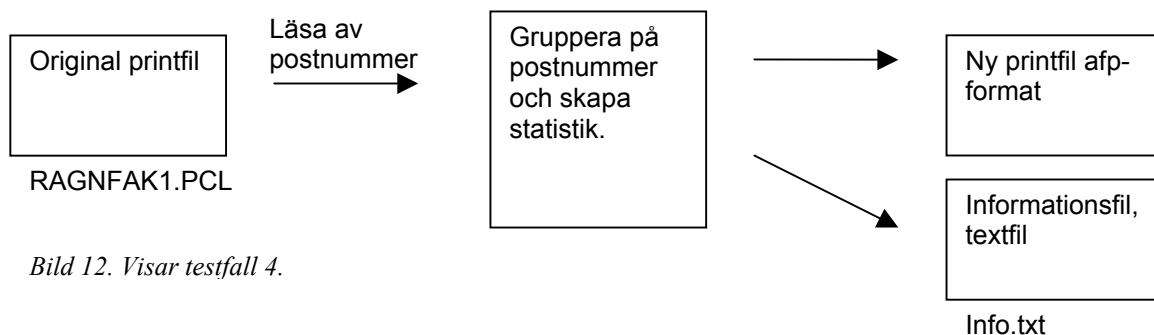 Original printfil
RAGNFAK1.PCL
Läsa av
postnummer
Gruppera på
postnummer
och skapa
statistik.
Ny printfil afp-
format
Informationsfil,
textfil
Info.txt
Bild 12. Visar testfall 4.